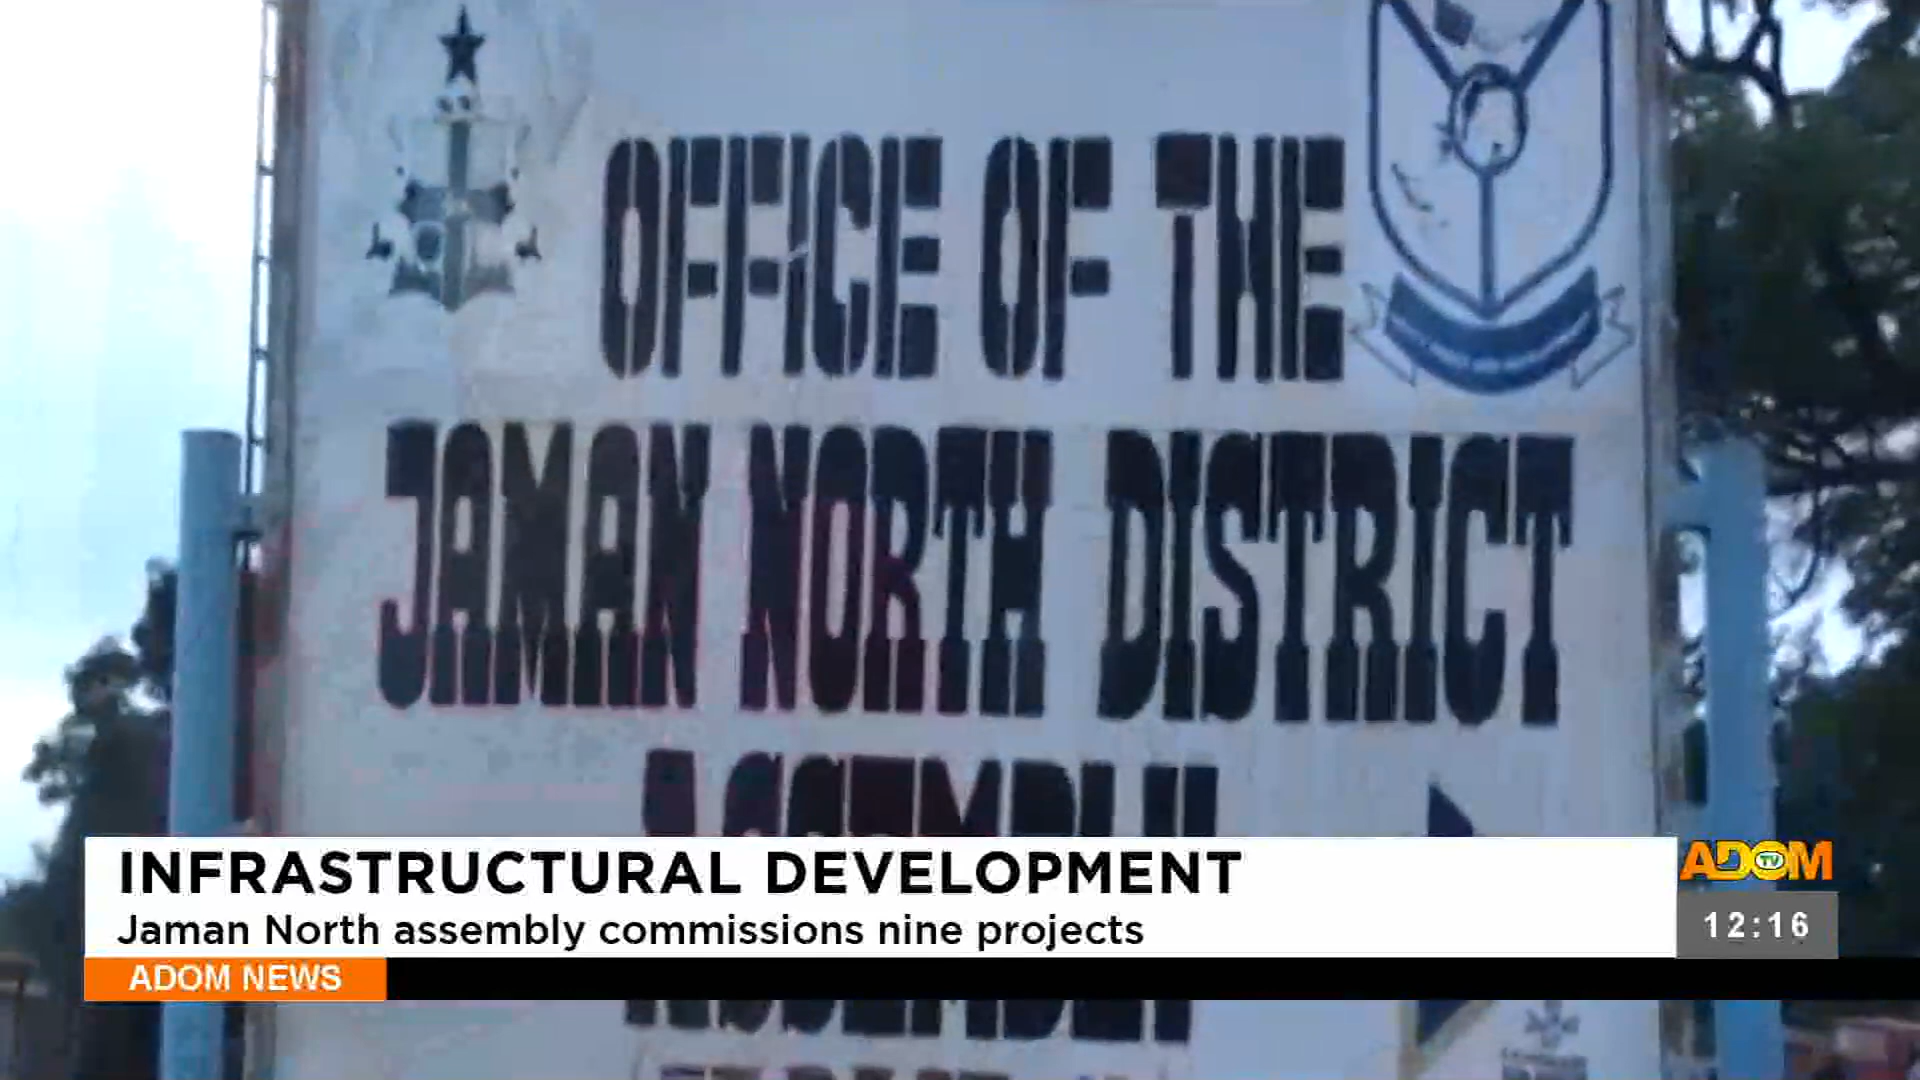 OFFICE OF THE
JAMAN NORTH DISTRICT
ASSEMBLY
INFRASTRUCTURAL DEVELOPMENT
Jaman North assembly commissions nine projects
ADOM TV
12:16
ADOM NEWS